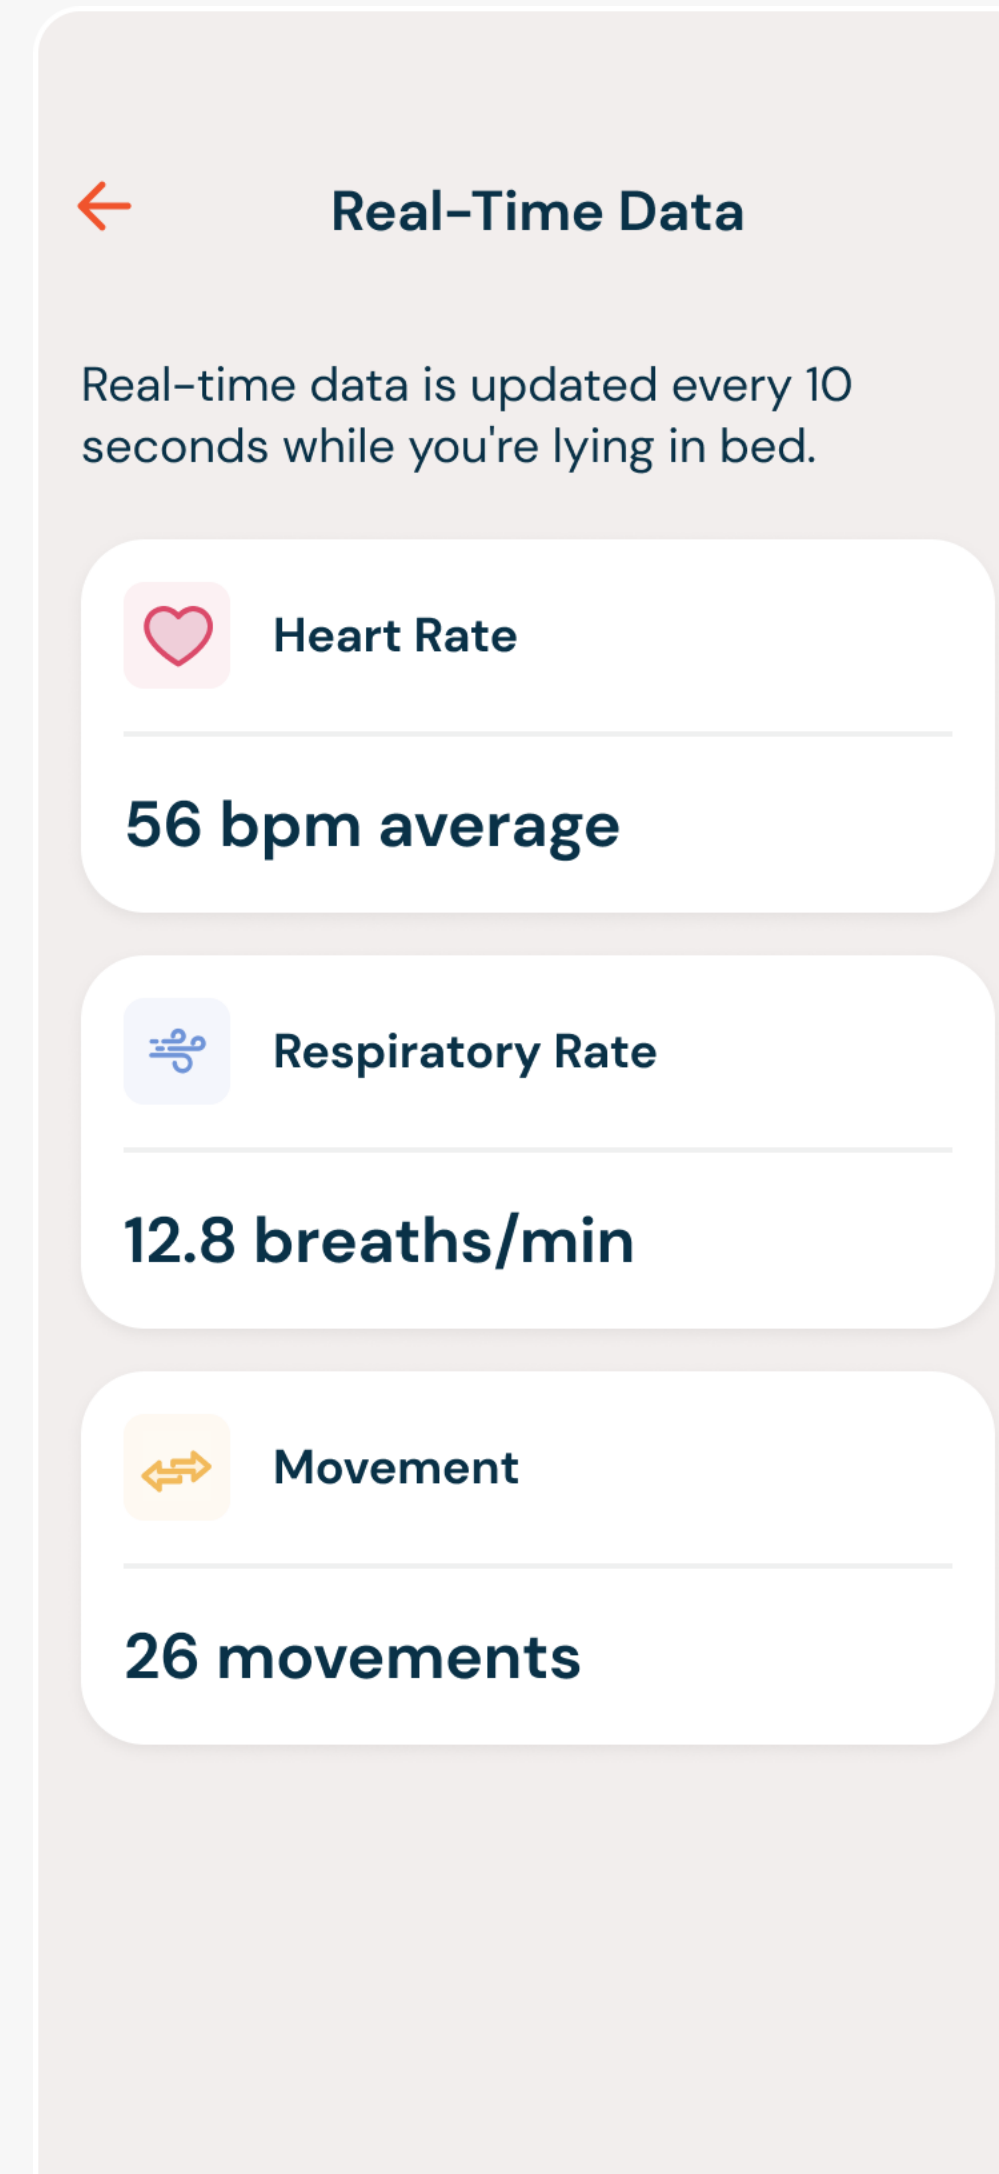 Real-Time Data
Real-time data is updated every 10
seconds while you're lying in bed.
Heart Rate
56 bpm average
Respiratory Rate
12.8 breaths/min
Movement
26 movements